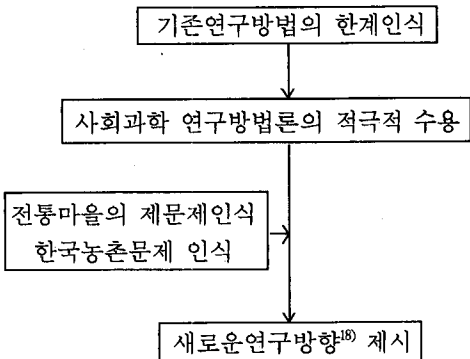 기존연구방법의 한계인식
사회과학 연구방법론의 적극적 수용
전통마을의 제문제인식
한국농촌문제 인식
새로운연구방향¹⁸⁾ 제시